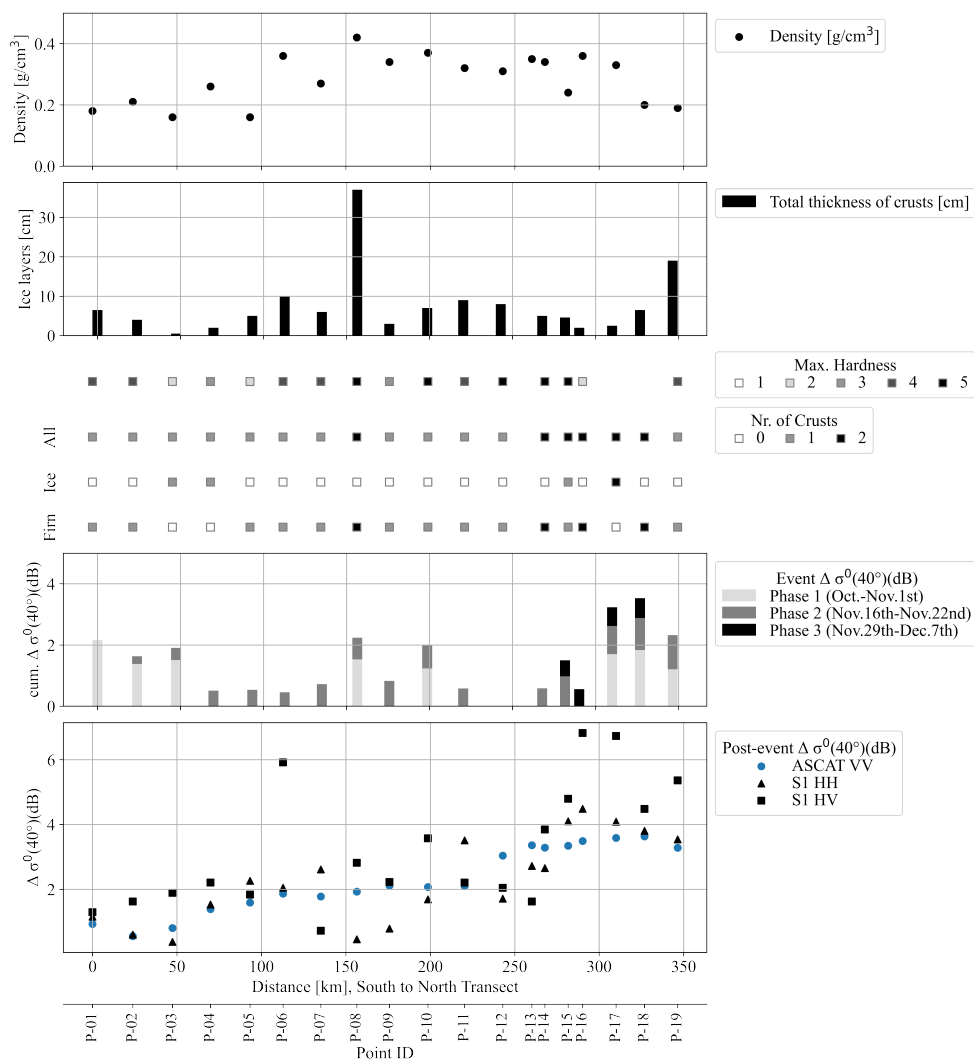 Density [g/cm³]
0.4
0.2
0.0
Density [g/cm³]
Ice layers [cm]
30
20
10
0
Total thickness of crusts [cm]
Max. Hardness
1 2 3 4 5
All
Ice
Firn
Nr. of Crusts
0 1 2
cum. Δ σ⁰(40°)(dB)
4
2
0
Event Δ σ⁰(40°)(dB)
Phase 1 (Oct.-Nov.1st)
Phase 2 (Nov.16th-Nov.22nd)
Phase 3 (Nov.29th-Dec.7th)
Δ σ⁰(40°)(dB)
6
4
2
Post-event Δ σ⁰(40°)(dB)
ASCAT VV
S1 HH
S1 HV
0 50 100 150 200 250 300 350
Distance [km], South to North Transect
P-01 P-02 P-03 P-04 P-05 P-06 P-07 P-08 P-09 P-10 P-11 P-12 P-13 P-14 P-15 P-16 P-17 P-18 P-19
Point ID